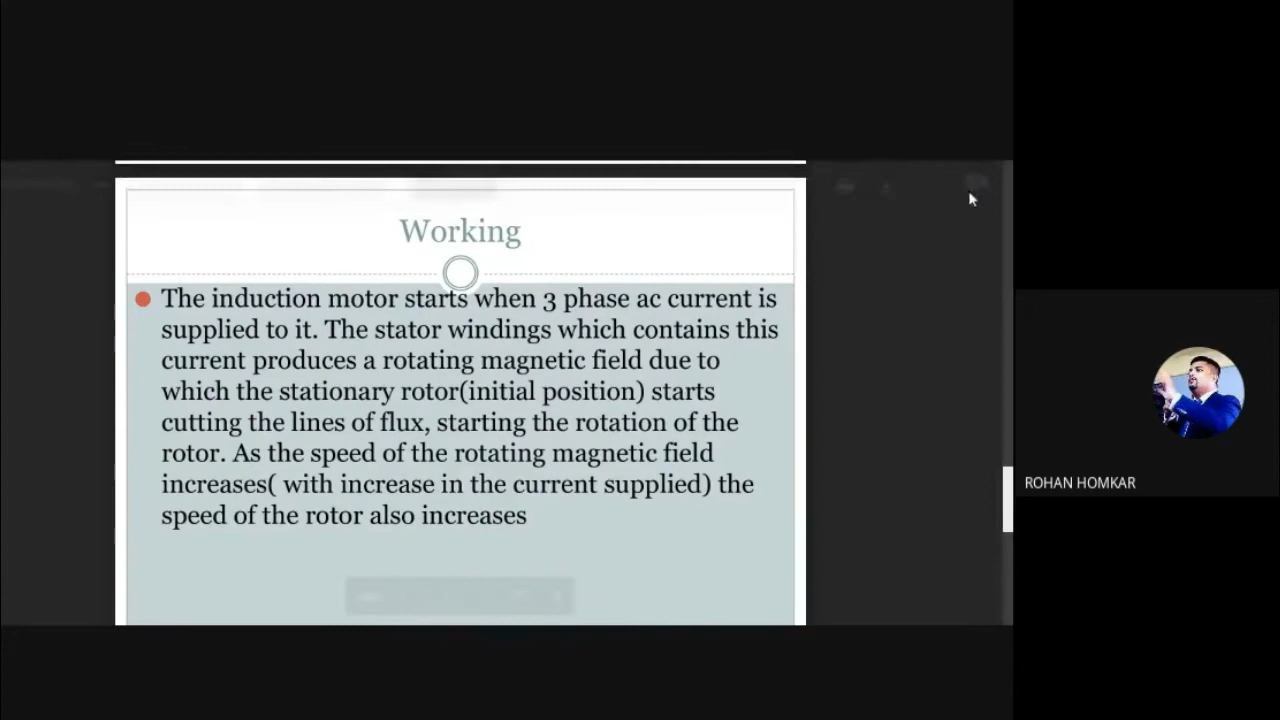 Working
The induction motor starts when 3 phase ac current is
supplied to it. The stator windings which contains this
current produces a rotating magnetic field due to
which the stationary rotor(initial position) starts
cutting the lines of flux, starting the rotation of the
rotor. As the speed of the rotating magnetic field
increases( with increase in the current supplied) the
speed of the rotor also increases
ROHAN HOMKAR